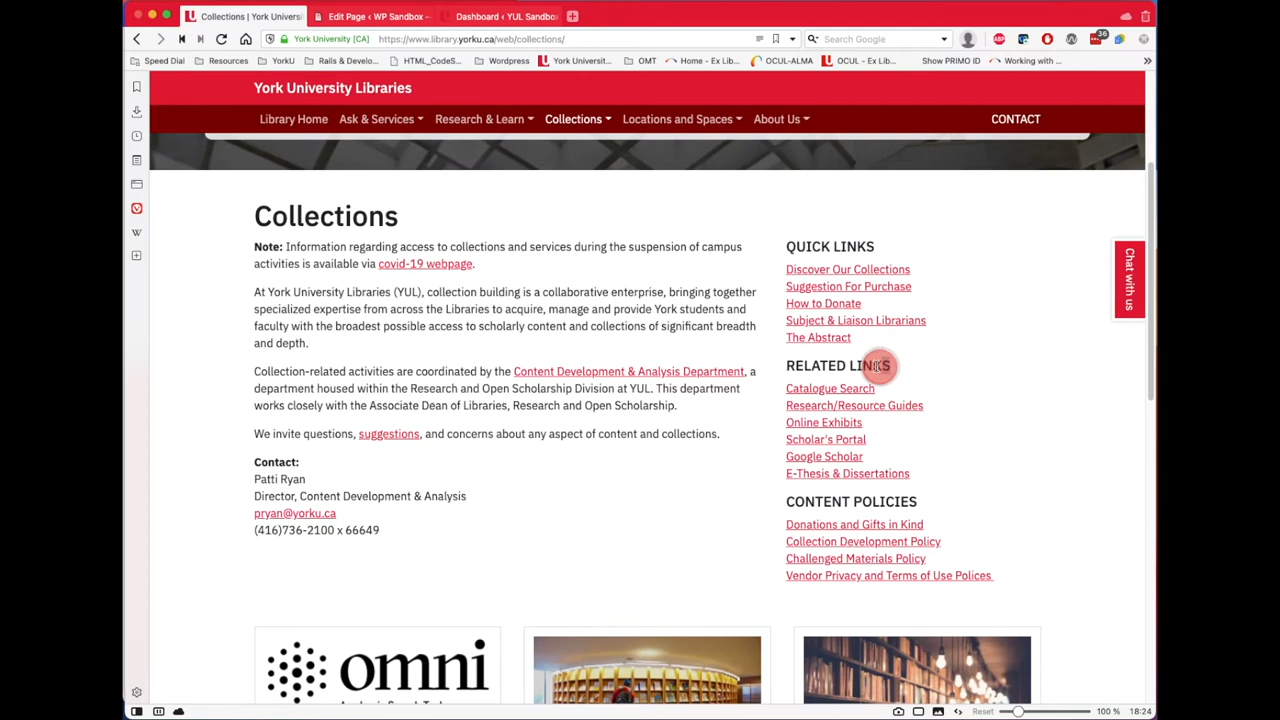 Collections | York Universi
Edit Page ‹ WP Sandbox —
Dashboard ‹ YUL Sandbo
York University [CA]
https://www.library.yorku.ca/web/collections/
Search Google
ABP
36
Speed Dial
Resources
YorkU
Rails & Develo...
HTML_CodeS...
Wordpress
York Universit...
OMT
Home - Ex Lib...
OCUL-ALMA
OCUL - Ex Lib...
Show PRIMO ID
Working with ...
York University Libraries
Library Home
Ask & Services
Research & Learn
Collections
Locations and Spaces
About Us
CONTACT
Collections
Note: Information regarding access to collections and services during the suspension of campus
activities is available via covid-19 webpage.
At York University Libraries (YUL), collection building is a collaborative enterprise, bringing together
specialized expertise from across the Libraries to acquire, manage and provide York students and
faculty with the broadest possible access to scholarly content and collections of significant breadth
and depth.
Collection-related activities are coordinated by the Content Development & Analysis Department, a
department housed within the Research and Open Scholarship Division at YUL. This department
works closely with the Associate Dean of Libraries, Research and Open Scholarship.
We invite questions, suggestions, and concerns about any aspect of content and collections.
Contact:
Patti Ryan
Director, Content Development & Analysis
pryan@yorku.ca
(416)736-2100 x 66649
QUICK LINKS
Discover Our Collections
Suggestion For Purchase
How to Donate
Subject & Liaison Librarians
The Abstract
RELATED LINKS
Catalogue Search
Research/Resource Guides
Online Exhibits
Scholar's Portal
Google Scholar
E-Thesis & Dissertations
CONTENT POLICIES
Donations and Gifts in Kind
Collection Development Policy
Challenged Materials Policy
Vendor Privacy and Terms of Use Polices
Chat with us
omni
Reset
100 %
18:24